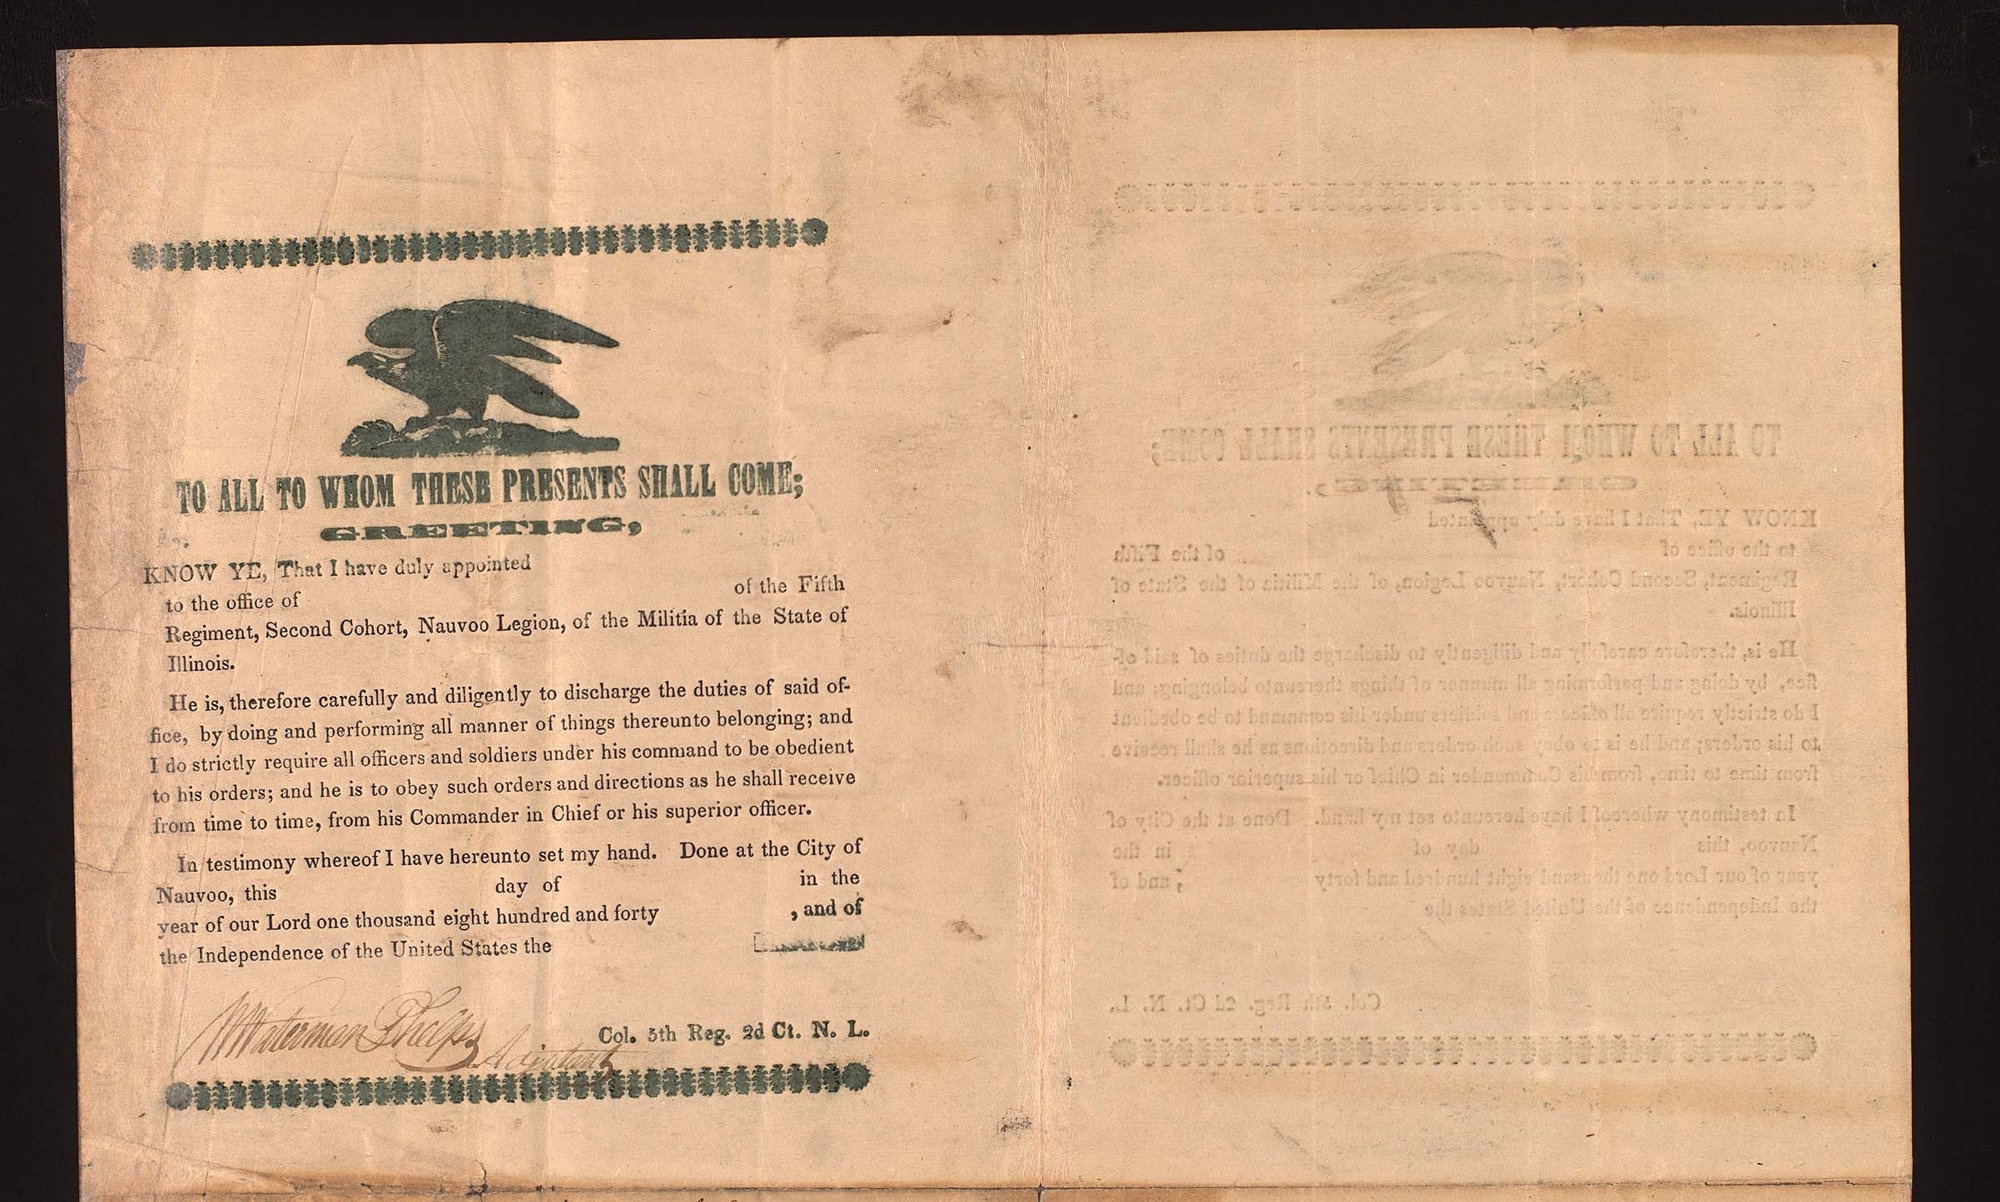 TO ALL TO WHOM THESE PRESENTS SHALL COME;
GREETING,
KNOW YE, That I have duly appointed
to the office of of the Fifth
Regiment, Second Cohort, Nauvoo Legion, of the Militia of the State of
Illinois.
He is, therefore carefully and diligently to discharge the duties of said of-
fice, by doing and performing all manner of things thereunto belonging; and
I do strictly require all officers and soldiers under his command to be obedient
to his orders; and he is to obey such orders and directions as he shall receive
from time to time, from his Commander in Chief or his superior officer.
In testimony whereof I have hereunto set my hand. Done at the City of
Nauvoo, this day of in the
year of our Lord one thousand eight hundred and forty , and of
the Independence of the United States the
Waterman Phelps Adjutant
Col. 5th Reg. 2d Ct. N. L.